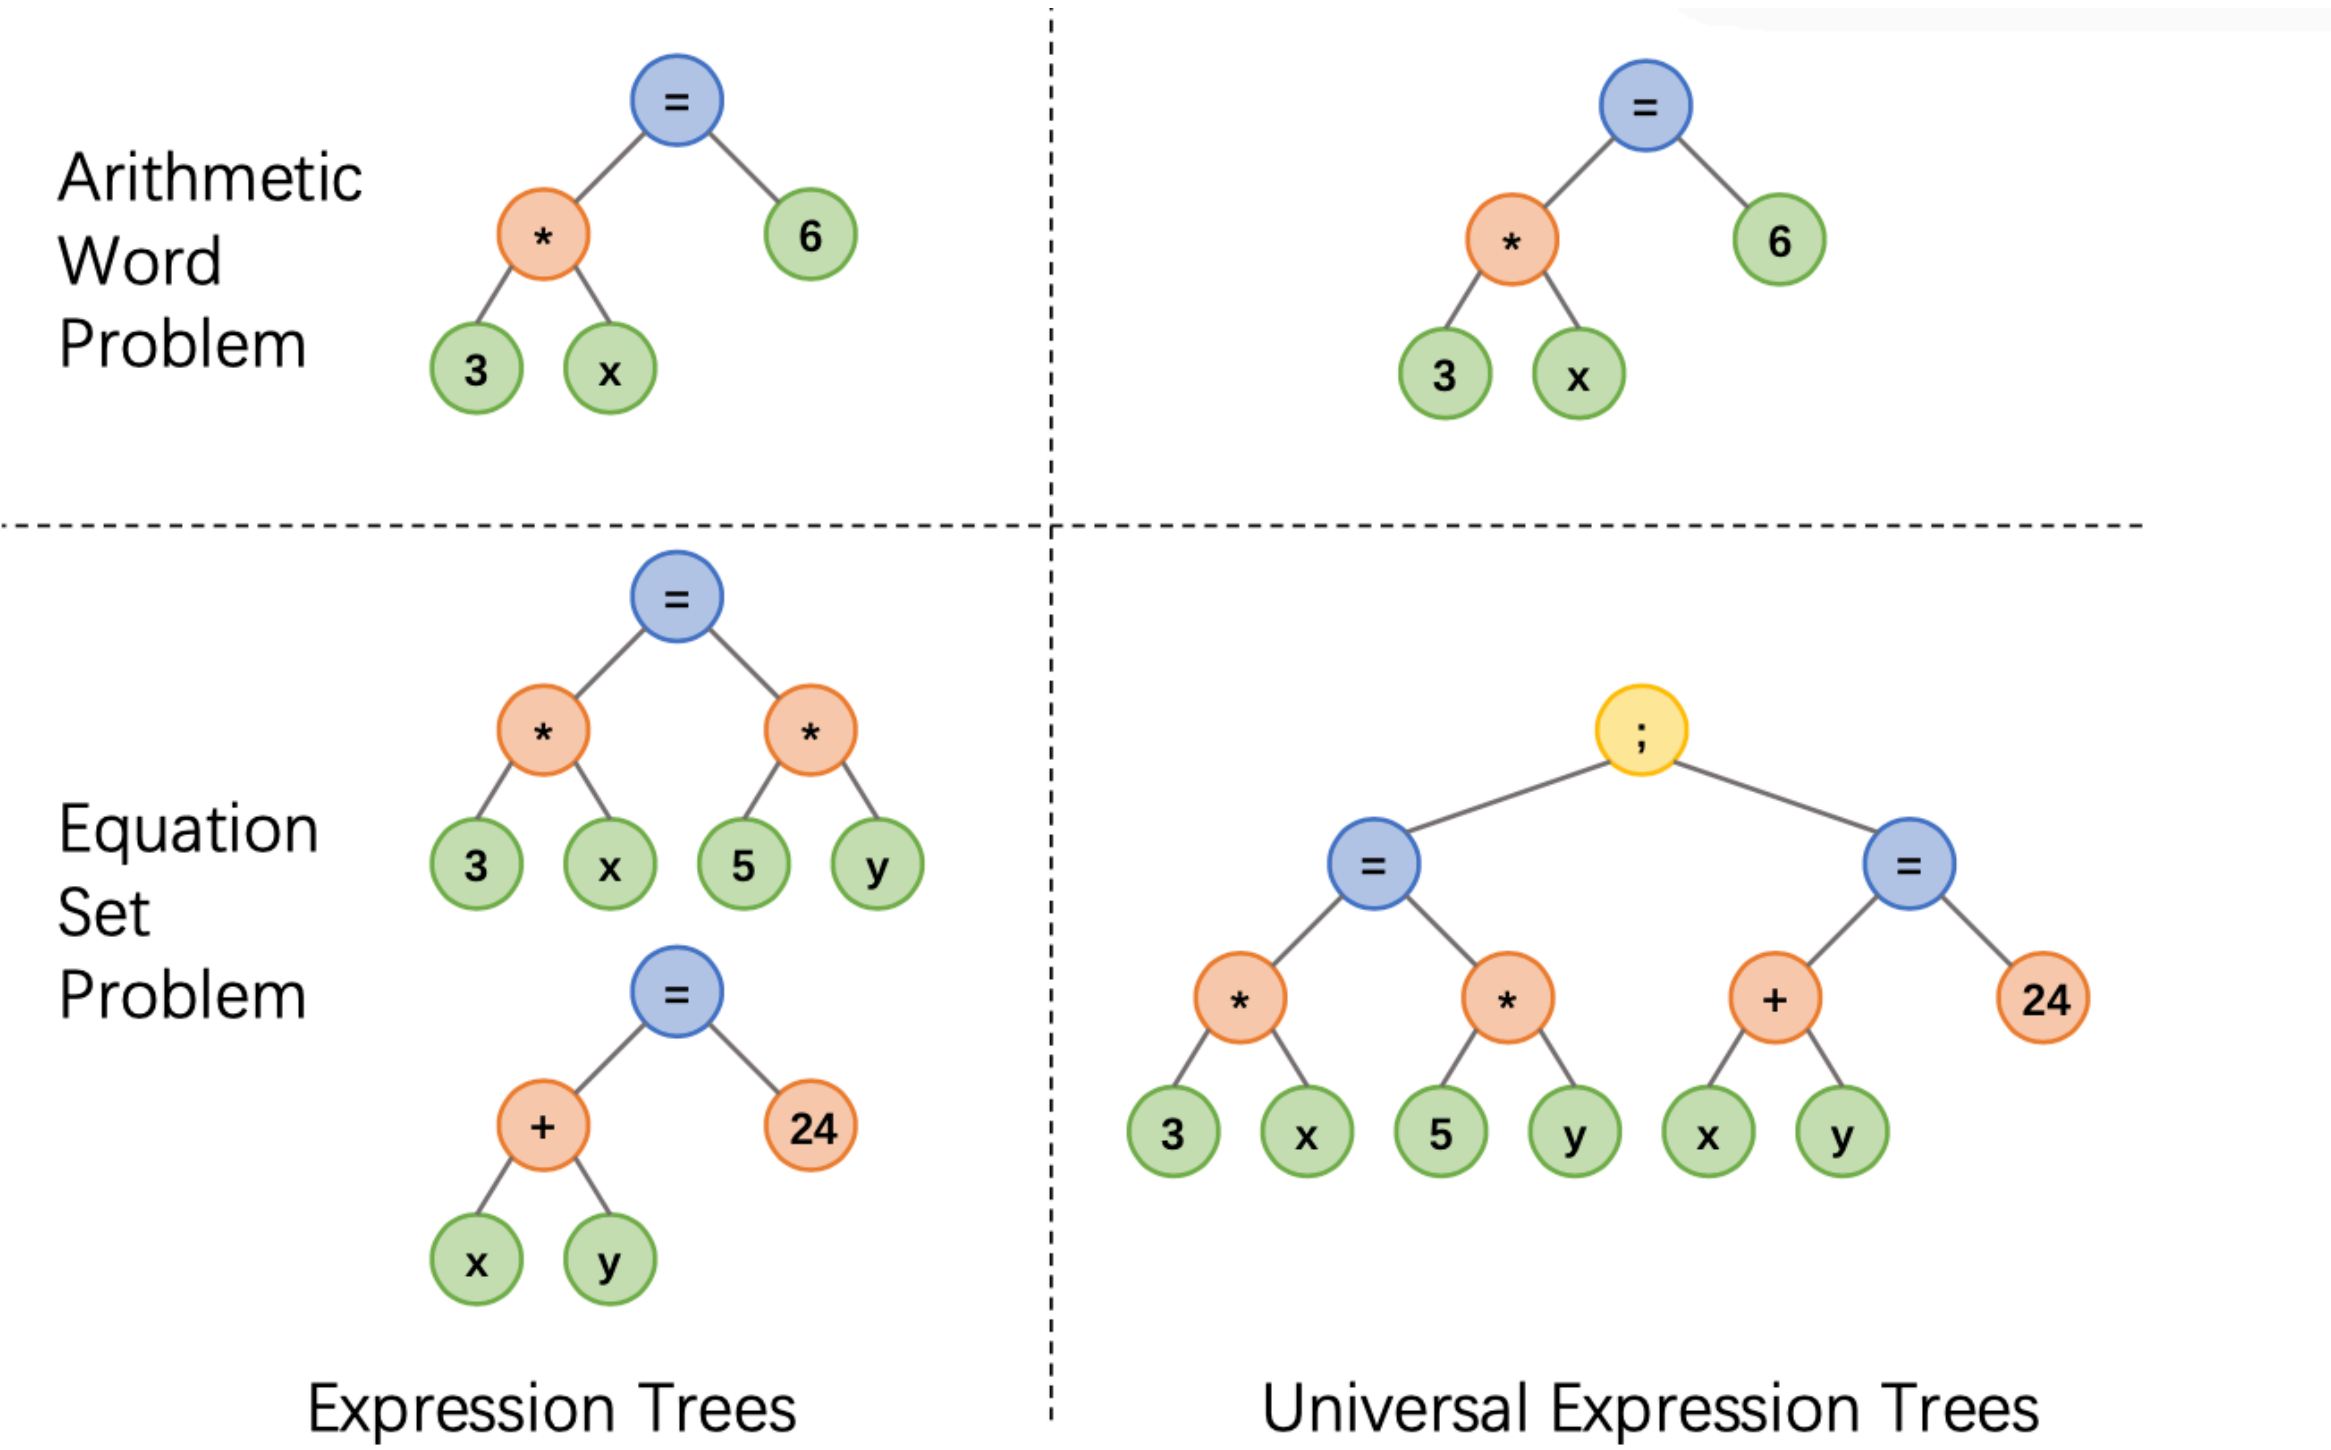 = =
Arithmetic
Word
Problem
* 6 * 6
3 x 3 x
=
* * ;
Equation
Set
Problem
3 x 5 y = =
= * * + 24
+ 24 3 x 5 y x y
x y
Expression Trees Universal Expression Trees